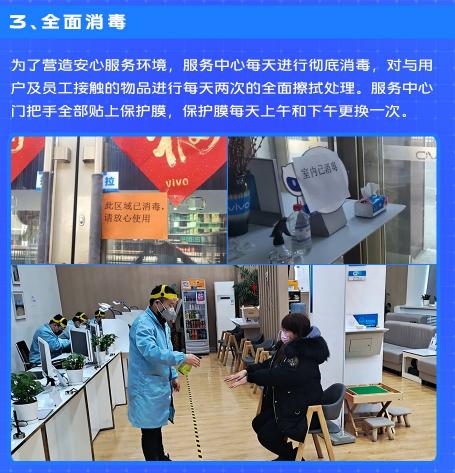 3、全面消毒
为了营造安心服务环境，服务中心每天进行彻底消毒，对与用
户及员工接触的物品进行每天两次的全面擦拭处理。服务中心
门把手全部贴上保护膜，保护膜每天上午和下午更换一次。
福
vivo
拉
此区域已消毒，
请放心使用
室内已消毒
vivo